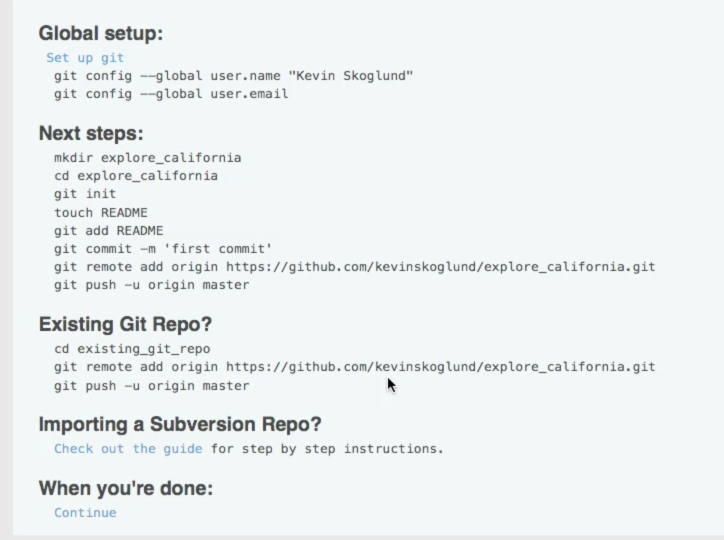 Global setup:
Set up git
git config --global user.name "Kevin Skoglund"
git config --global user.email
Next steps:
mkdir explore_california
cd explore_california
git init
touch README
git add README
git commit -m 'first commit'
git remote add origin https://github.com/kevinskoglund/explore_california.git
git push -u origin master
Existing Git Repo?
cd existing_git_repo
git remote add origin https://github.com/kevinskoglund/explore_california.git
git push -u origin master
Importing a Subversion Repo?
Check out the guide for step by step instructions.
When you're done:
Continue